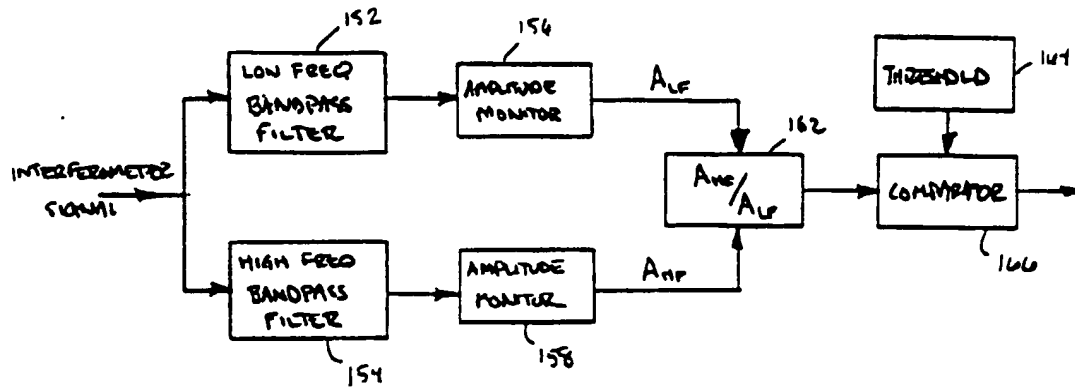 152
LOW FREQ
BANDPASS
FILTER
156
AMPLITUDE
MONITOR
ALF
THRESHOLD
164
INTERFEROMETER
SIGNAL
162
AHF/ALF
COMPARATOR
166
HIGH FREQ
BANDPASS
FILTER
154
AMPLITUDE
MONITOR
158
AHF